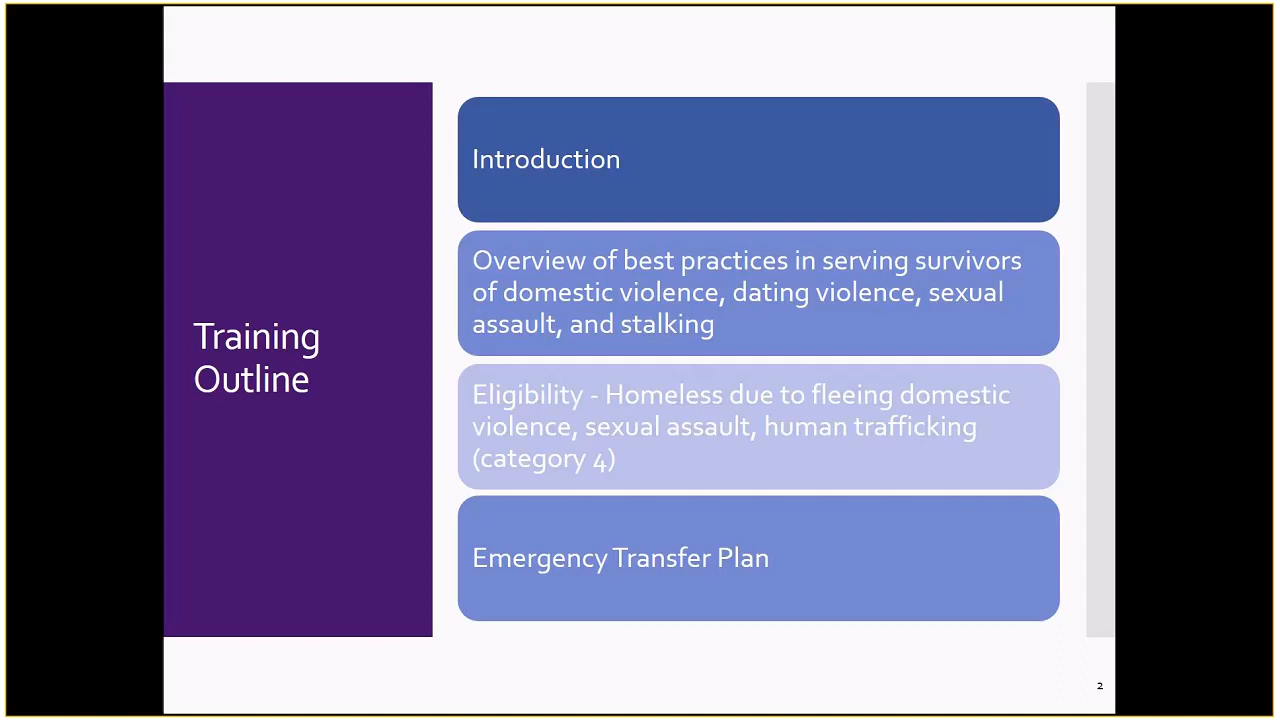 Training
Outline
Introduction
Overview of best practices in serving survivors
of domestic violence, dating violence, sexual
assault, and stalking
Eligibility - Homeless due to fleeing domestic
violence, sexual assault, human trafficking
(category 4)
Emergency Transfer Plan
2